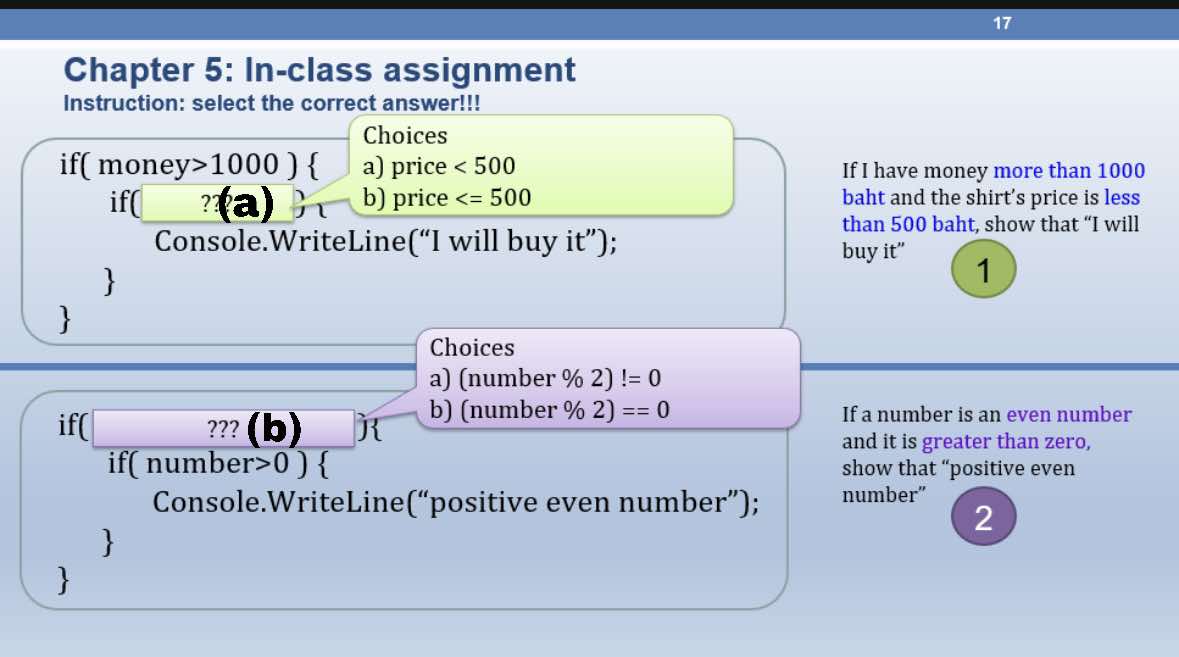 17
Chapter 5: In-class assignment
Instruction: select the correct answer!!!
if( money>1000 ) {
if( ???(a) ) {
Console.WriteLine(“I will buy it”);
}
}
Choices
a) price < 500
b) price <= 500
If I have money more than 1000
baht and the shirt’s price is less
than 500 baht, show that “I will
buy it”
1
if( ??? (b) ){
if( number>0 ) {
Console.WriteLine(“positive even number”);
}
}
Choices
a) (number % 2) != 0
b) (number % 2) == 0
If a number is an even number
and it is greater than zero,
show that “positive even
number”
2